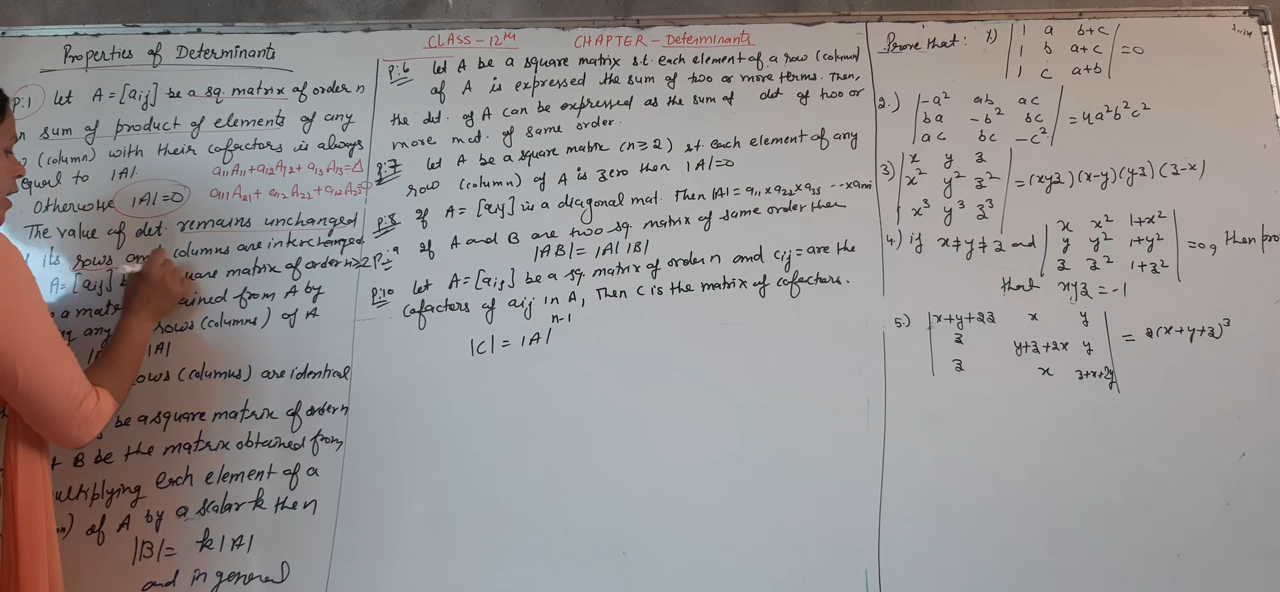 CLASS-12TH CHAPTER-Determinants
Properties of Determinants
P:1 let A=[aij] be a sq. matrix of order n
sum of product of elements of any
(column) with their cofactors is always
equal to |A|.
a11A11+a12A12+a13A13=Δ
a11A21+a12A22+
Otherwise |A|=0
The value of det. remains unchanged
its rows and columns are interchanged
A=[aij] square matrix of order n≥2
a ained from A by
any rows(columns) of A
|A|
rows (columns) are identical
be a square matrix of order n
B be the matrix obtained from
multiplying each element of a
of A by a scalar k then
|B|= k|A|
and in general
P:6 let A be a square matrix s.t. each element of a row (column)
of A is expressed the sum of two or more terms. Then,
the det. of A can be expressed as the sum of det of two or
more mat. of same order.
P:7 let A be a square matrix (n≥2) st. each element of any
row (column) of A is zero then |A|=0
P:8 If A=[aij] is a diagonal mat. Then |A|=a11×a22×a33 ---×ann
P:9 If A and B are two sq. matrix of same order then
|AB|=|A||B|
P:10 let A=[aij] be a sq. matrix of order n and cij=are the
cofactors of aij in A, Then C is the matrix of cofactors.
|C|=|A|^n-1
Prove that: 1) | 1 a b+c |
| 1 b a+c | =0
| 1 c a+b |
2.) | -a² ab ac |
| ba -b² bc | =4a²b²c²
| ac bc -c² |
3) | x y z |
| x² y² z² | =(xyz)(x-y)(y-z)(z-x)
| x³ y³ z³ |
4.) if x≠y≠z and | x x² 1+x² |
| y y² 1+y² | =0, then
| z z² 1+z² |
that xyz=-1
5.) | x+y+2z x y |
| z y+z+2x y | = 2(x+y+z)³
| z x z+x+2y |